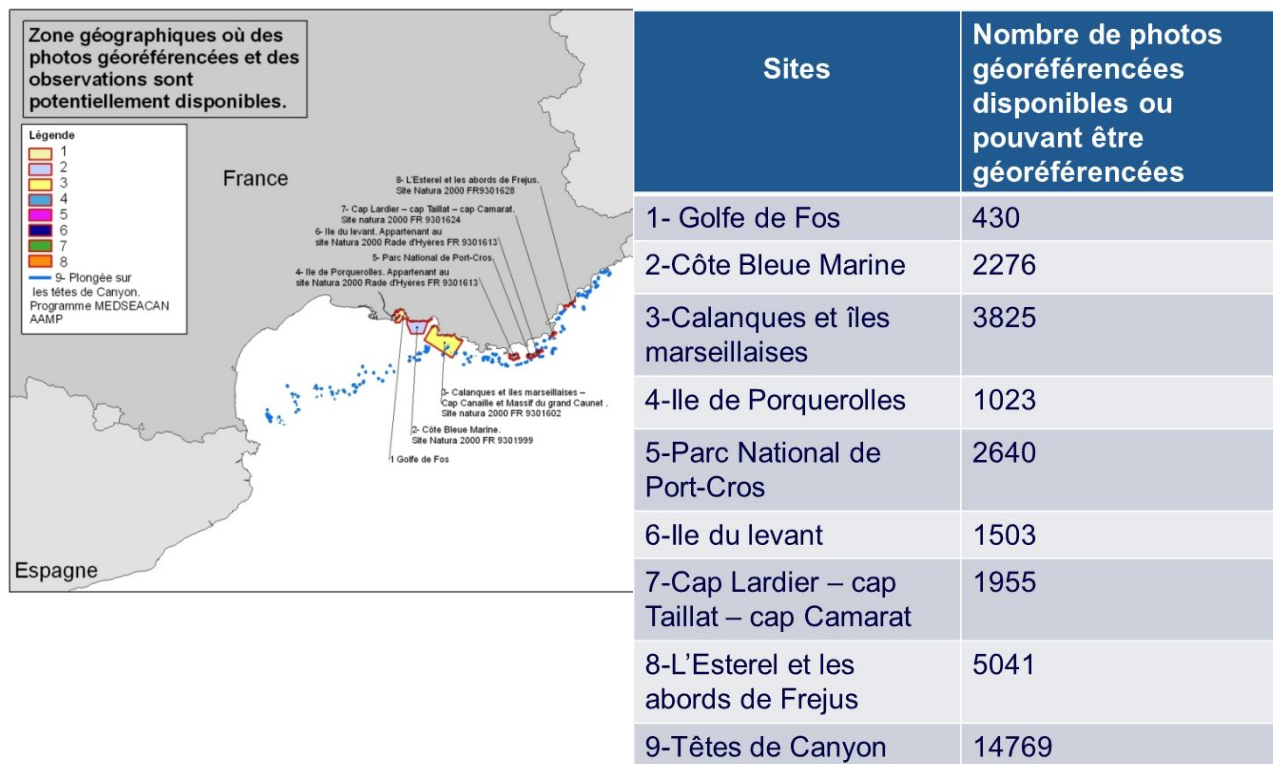 Zone géographiques où des
photos géoréférencées et des
observations sont
potentiellement disponibles.
Légende
1
2
3
4
5
6
7
8
9- Plongée sur
les têtes de Canyon.
Programme MEDSEACAN
AAMP
France
Espagne
8- L'Esterel et les abords de Frejus.
Site Natura 2000 FR9301628
7- Cap Lardier – cap Taillat – cap Camarat.
Site natura 2000 FR 9301624
6- Ile du levant. Appartenant au
site Natura 2000 Rade d'Hyères FR 9301613
5- Parc National de Port-Cros
4- Ile de Porquerolles. Appartenant au
site Natura 2000 Rade d'Hyères FR 9301613
3- Calanques et îles marseillaises –
Cap Canaille et Massif du grand Caunet .
Site natura 2000 FR 9301602
2- Côte Bleue Marine.
Site Natura 2000 FR 9301999
1 Golfe de Fos
Sites
Nombre de photos
géoréférencées
disponibles ou
pouvant être
géoréférencées
1- Golfe de Fos 430
2-Côte Bleue Marine 2276
3-Calanques et îles 3825
marseillaises
4-Ile de Porquerolles 1023
5-Parc National de 2640
Port-Cros
6-Ile du levant 1503
7-Cap Lardier – cap 1955
Taillat – cap Camarat
8-L'Esterel et les 5041
abords de Frejus
9-Têtes de Canyon 14769